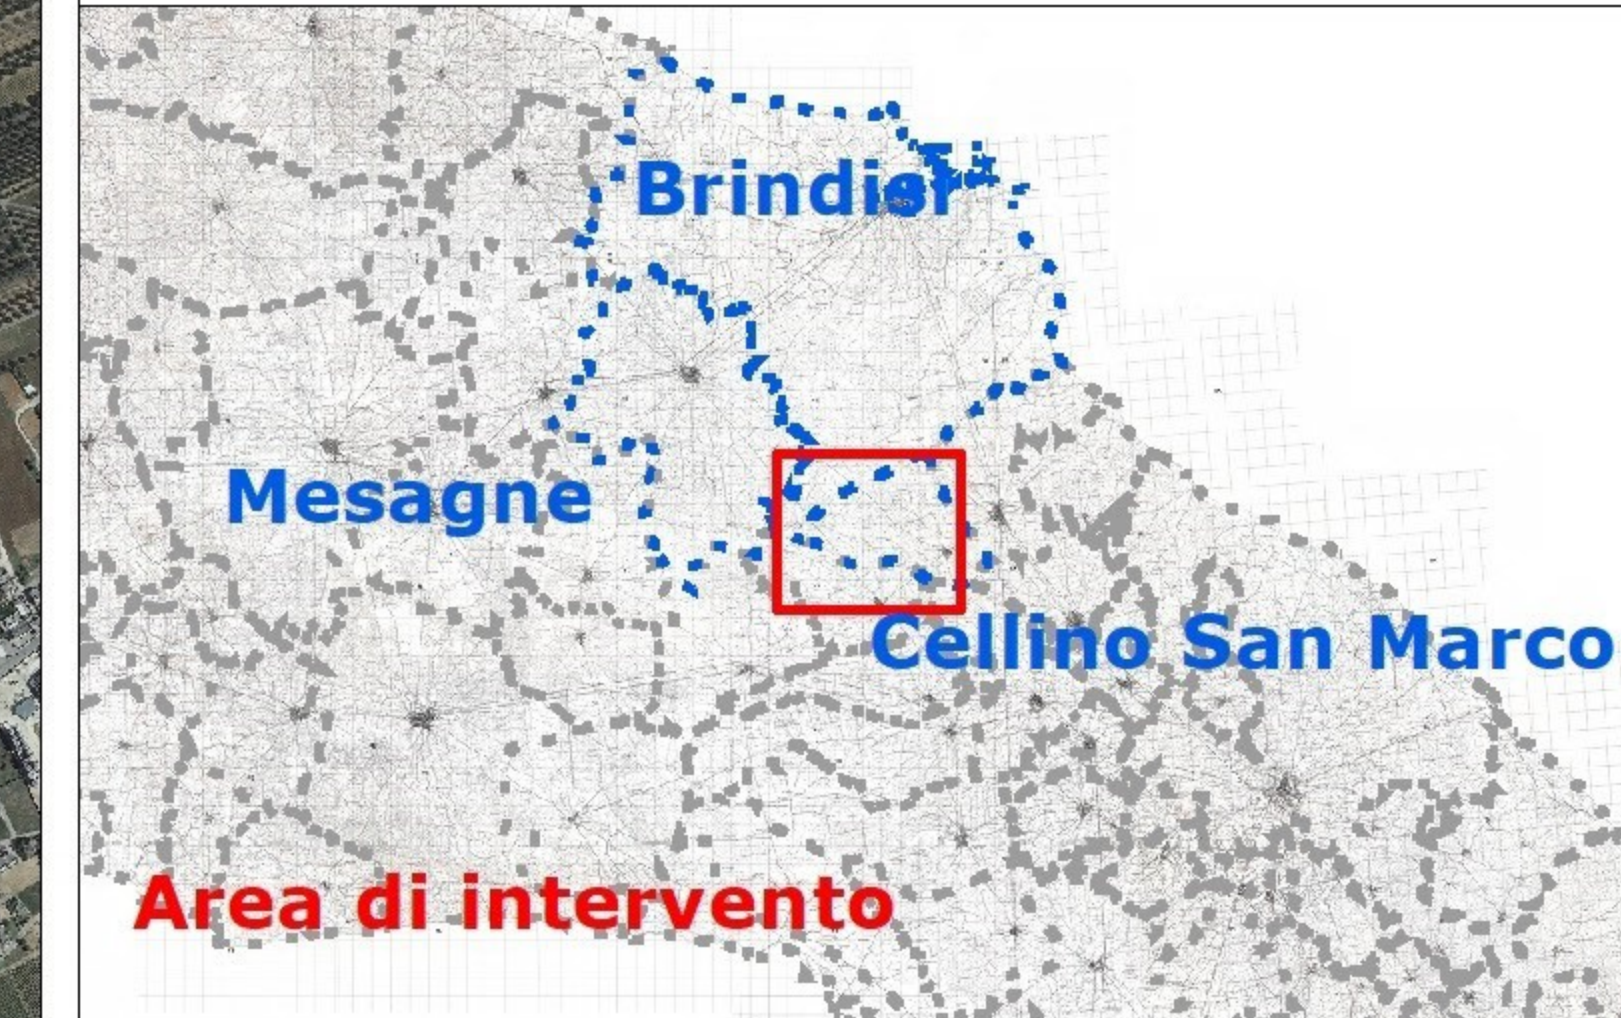 Brindisi
Mesagne
Cellino San Marco
Area di intervento